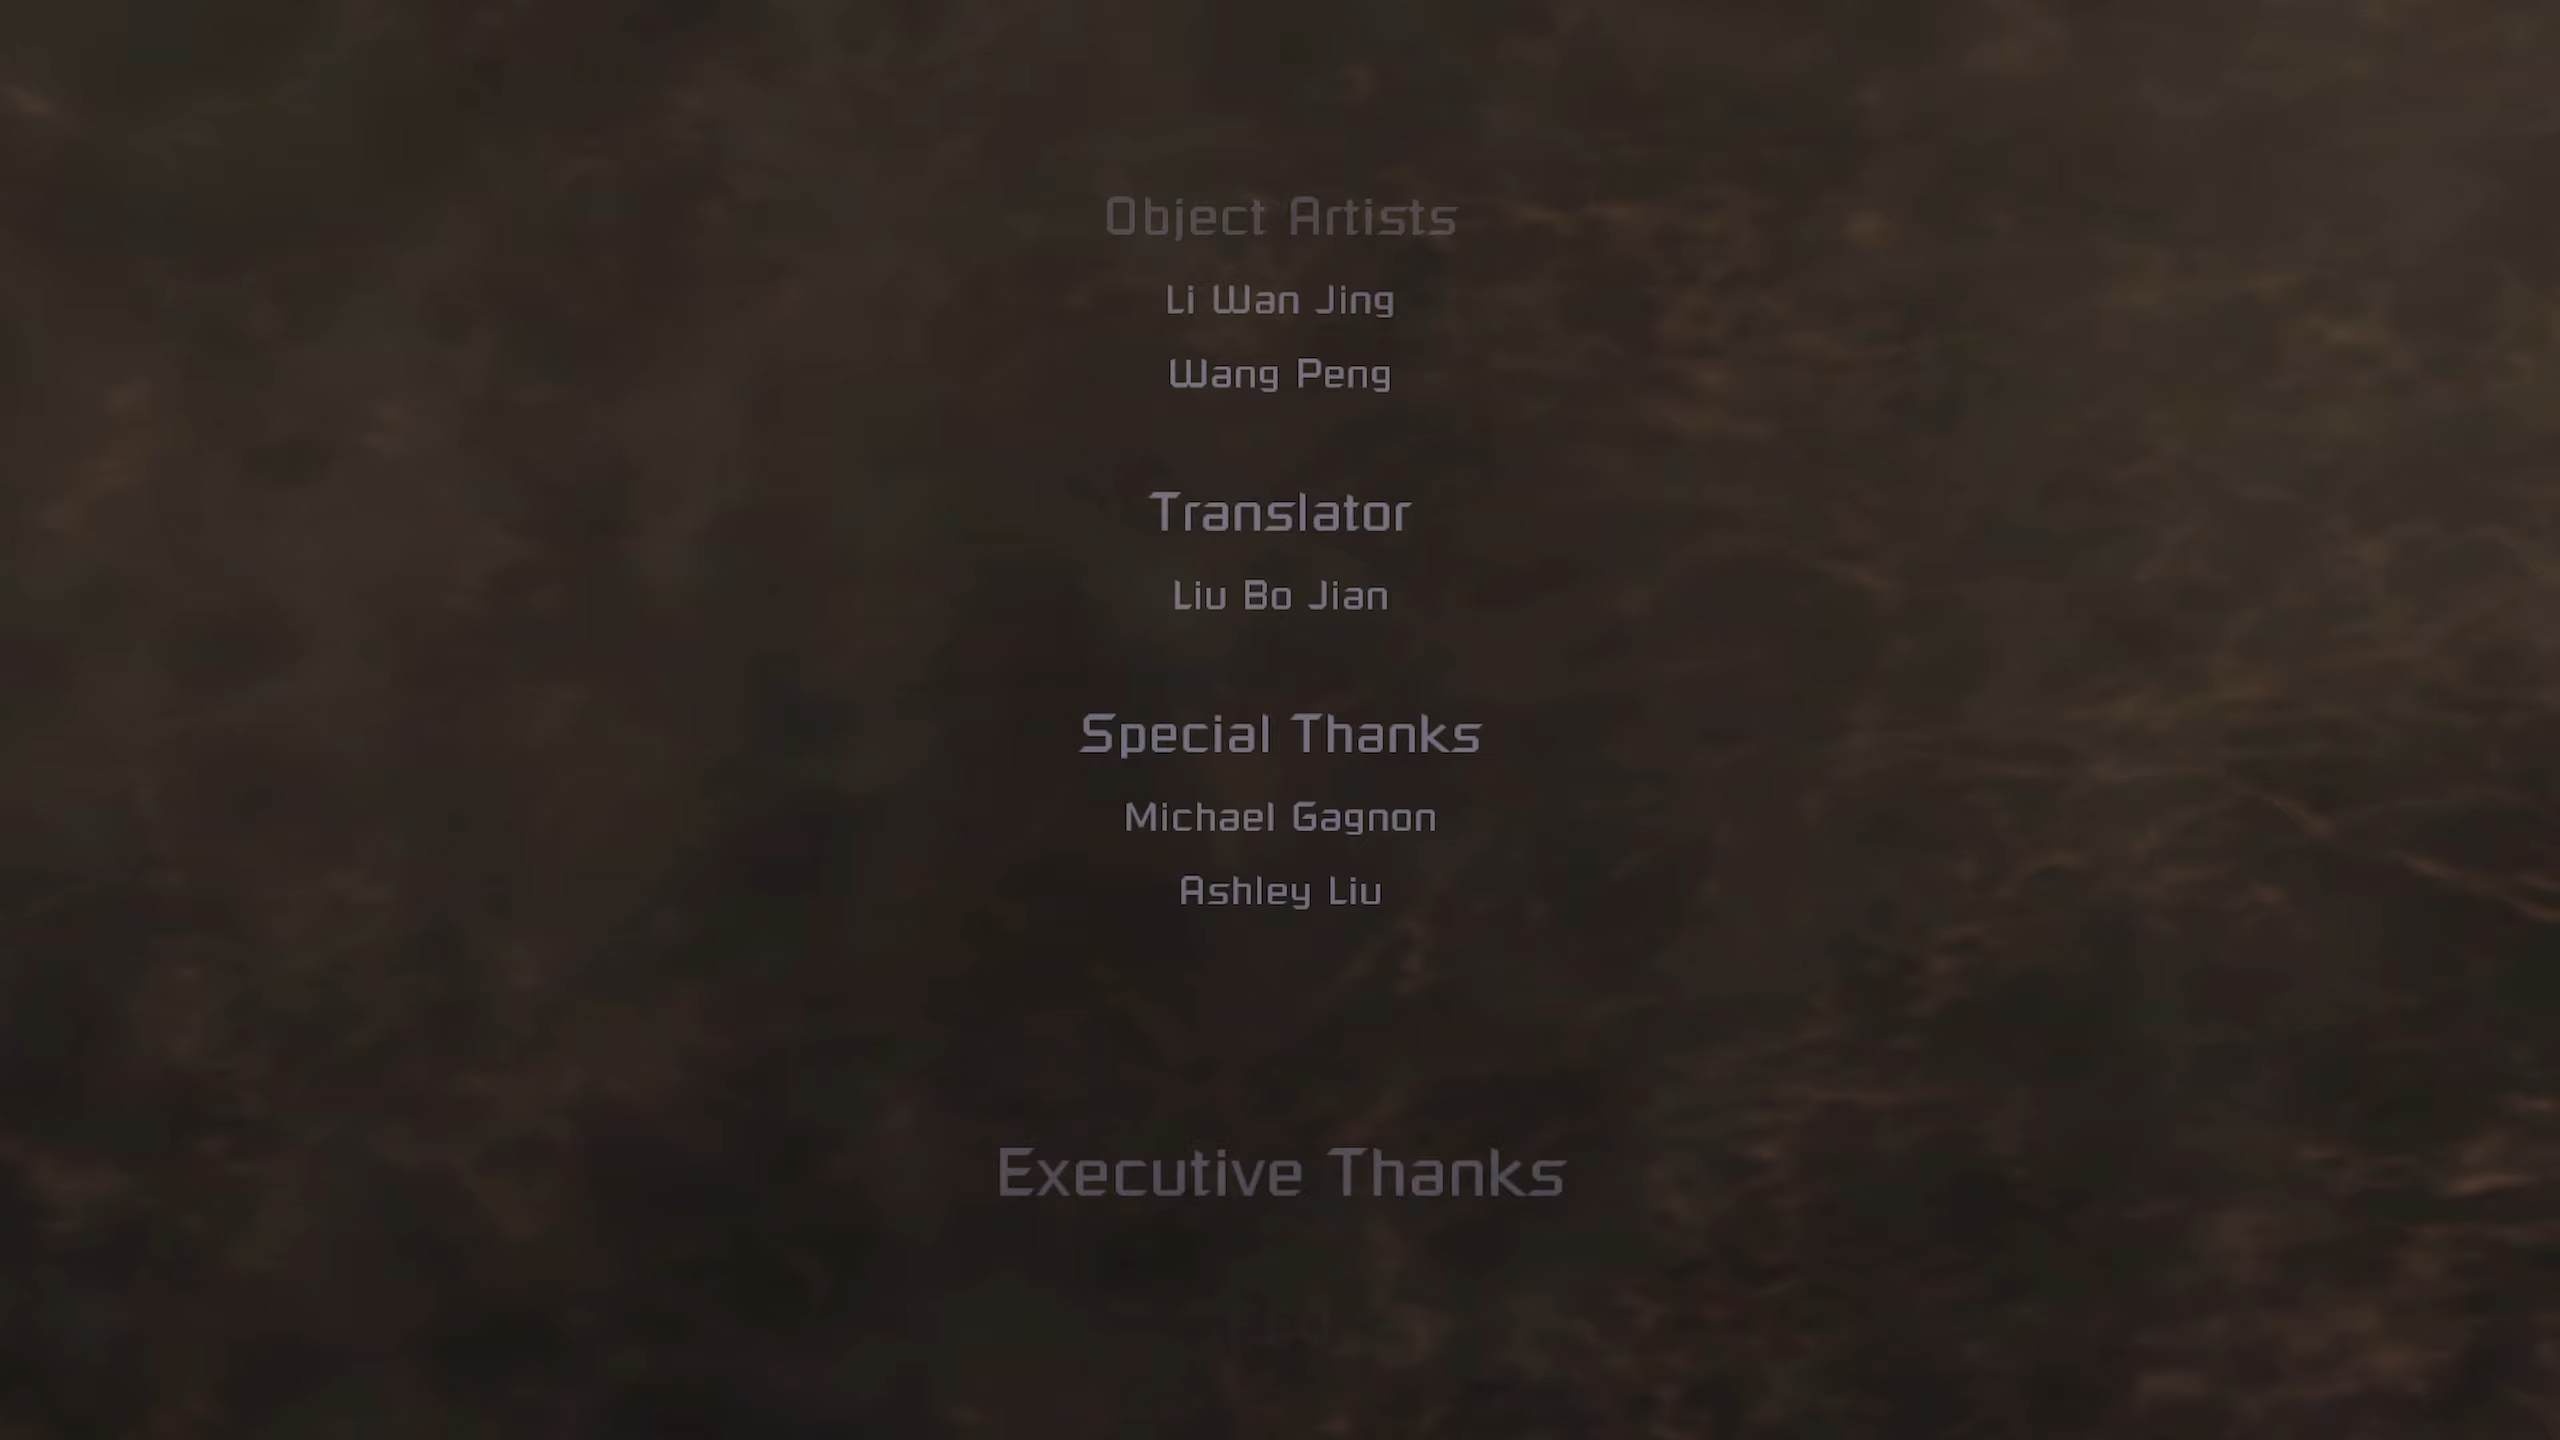 Object Artists
Li Wan Jing
Wang Peng
Translator
Liu Bo Jian
Special Thanks
Michael Gagnon
Ashley Liu
Executive Thanks